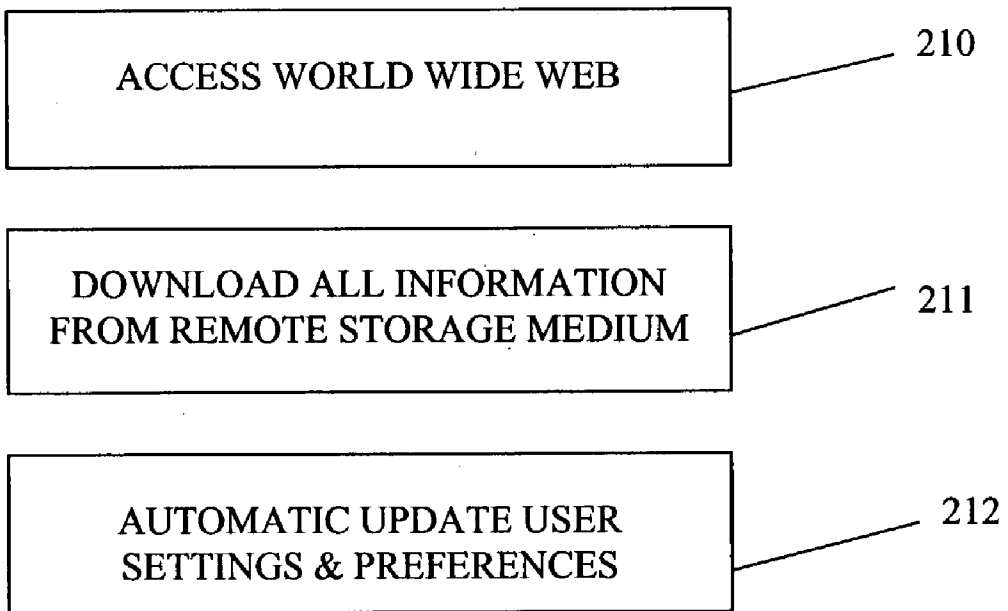 ACCESS WORLD WIDE WEB
210
DOWNLOAD ALL INFORMATION
FROM REMOTE STORAGE MEDIUM
211
AUTOMATIC UPDATE USER
SETTINGS & PREFERENCES
212